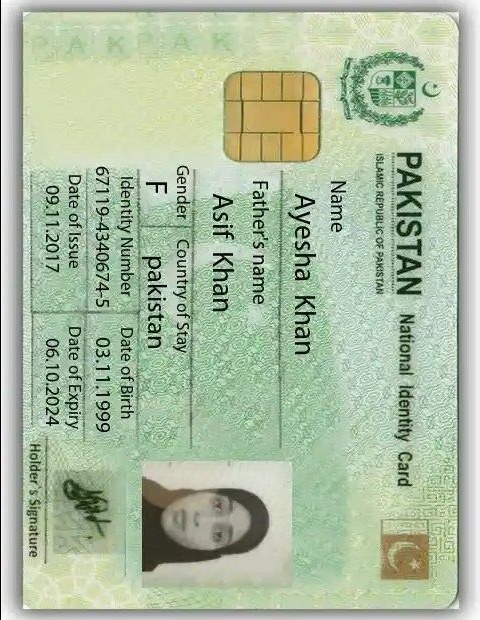 PAK PAK
PAKISTAN National Identity Card
ISLAMIC REPUBLIC OF PAKISTAN
Name
Ayesha Khan
Father's name
Asif Khan
Gender Country of Stay
F pakistan
Identity Number Date of Birth
67119-4340674-5 03.11.1999
Date of Issue Date of Expiry
09.11.2017 06.10.2024
Holder's Signature